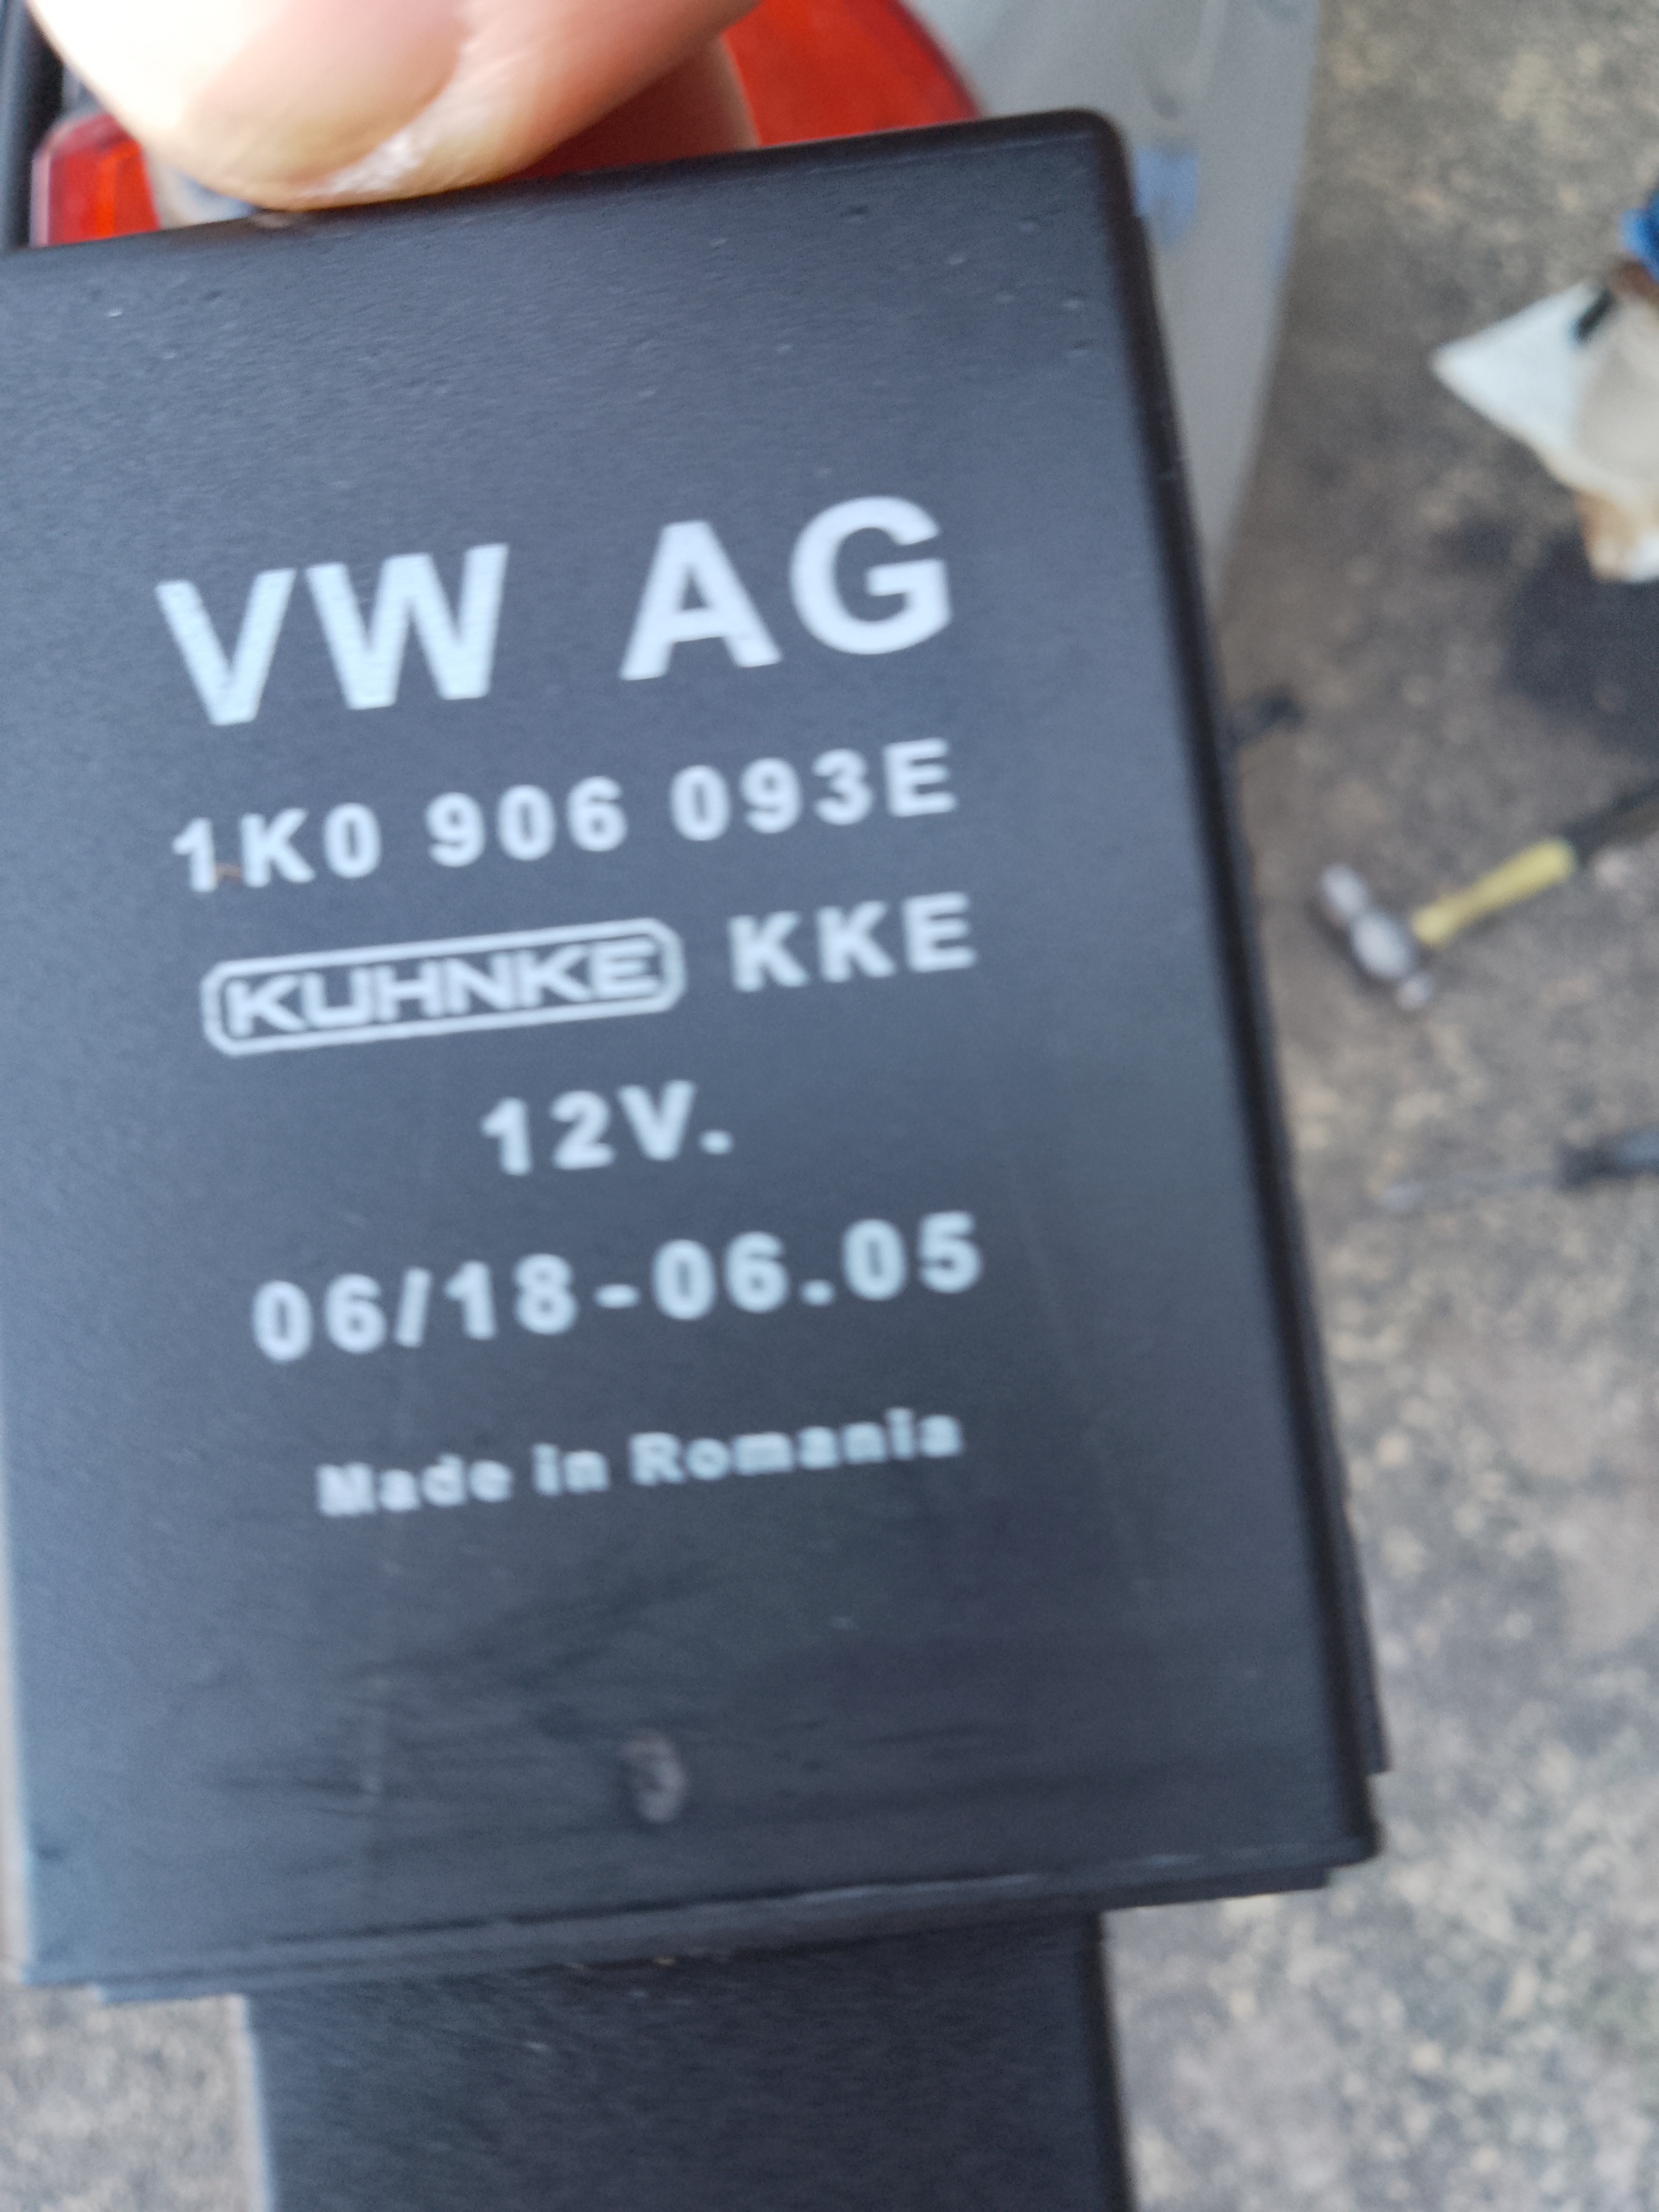 VW AG
1K0 906 093E
KUHNKE KKE
12V.
06/18-06.05
Made in Romania